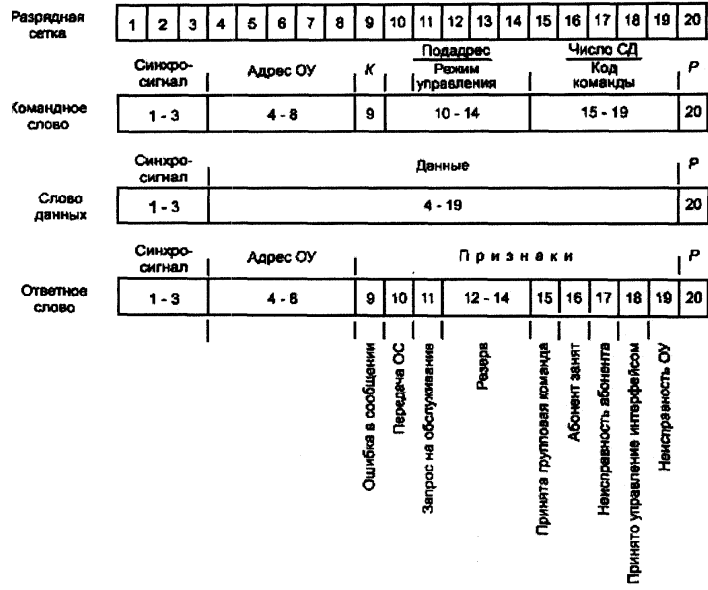 Разрядная
сетка
1 2 3 4 5 6 7 8 9 10 11 12 13 14 15 16 17 18 19 20
Подадрес
Число СД
Синхро-
сигнал
Адрес ОУ
К
Режим
управления
Код
команды
Р
Командное
слово
1 - 3
4 - 8
9
10 - 14
15 - 19
20
Синхро-
сигнал
Данные
Р
Слово
данных
1 - 3
4 - 19
20
Синхро-
сигнал
Адрес ОУ
Признаки
Р
Ответное
слово
1 - 3
4 - 8
9
10
11
12 - 14
15
16
17
18
19
20
Ошибка в сообщении
Передача ОС
Запрос на обслуживание
Резерв
Принята групповая команда
Абонент занят
Неисправность абонента
Принято управление интерфейсом
Неисправность ОУ